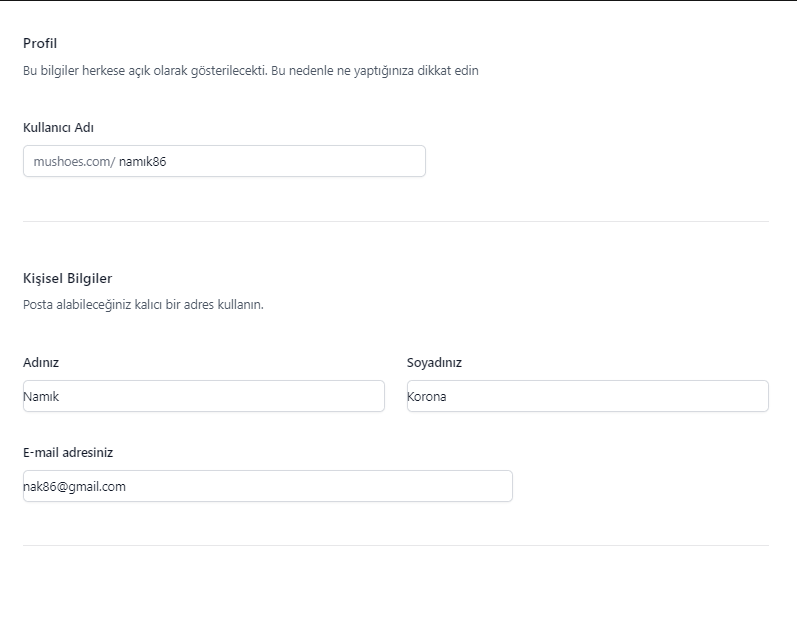 Profil
Bu bilgiler herkese açık olarak gösterilecekti. Bu nedenle ne yaptığınıza dikkat edin
Kullanıcı Adı
mushoes.com/ namık86
Kişisel Bilgiler
Posta alabileceğiniz kalıcı bir adres kullanın.
Adınız
Soyadınız
Namık
Korona
E-mail adresiniz
nak86@gmail.com